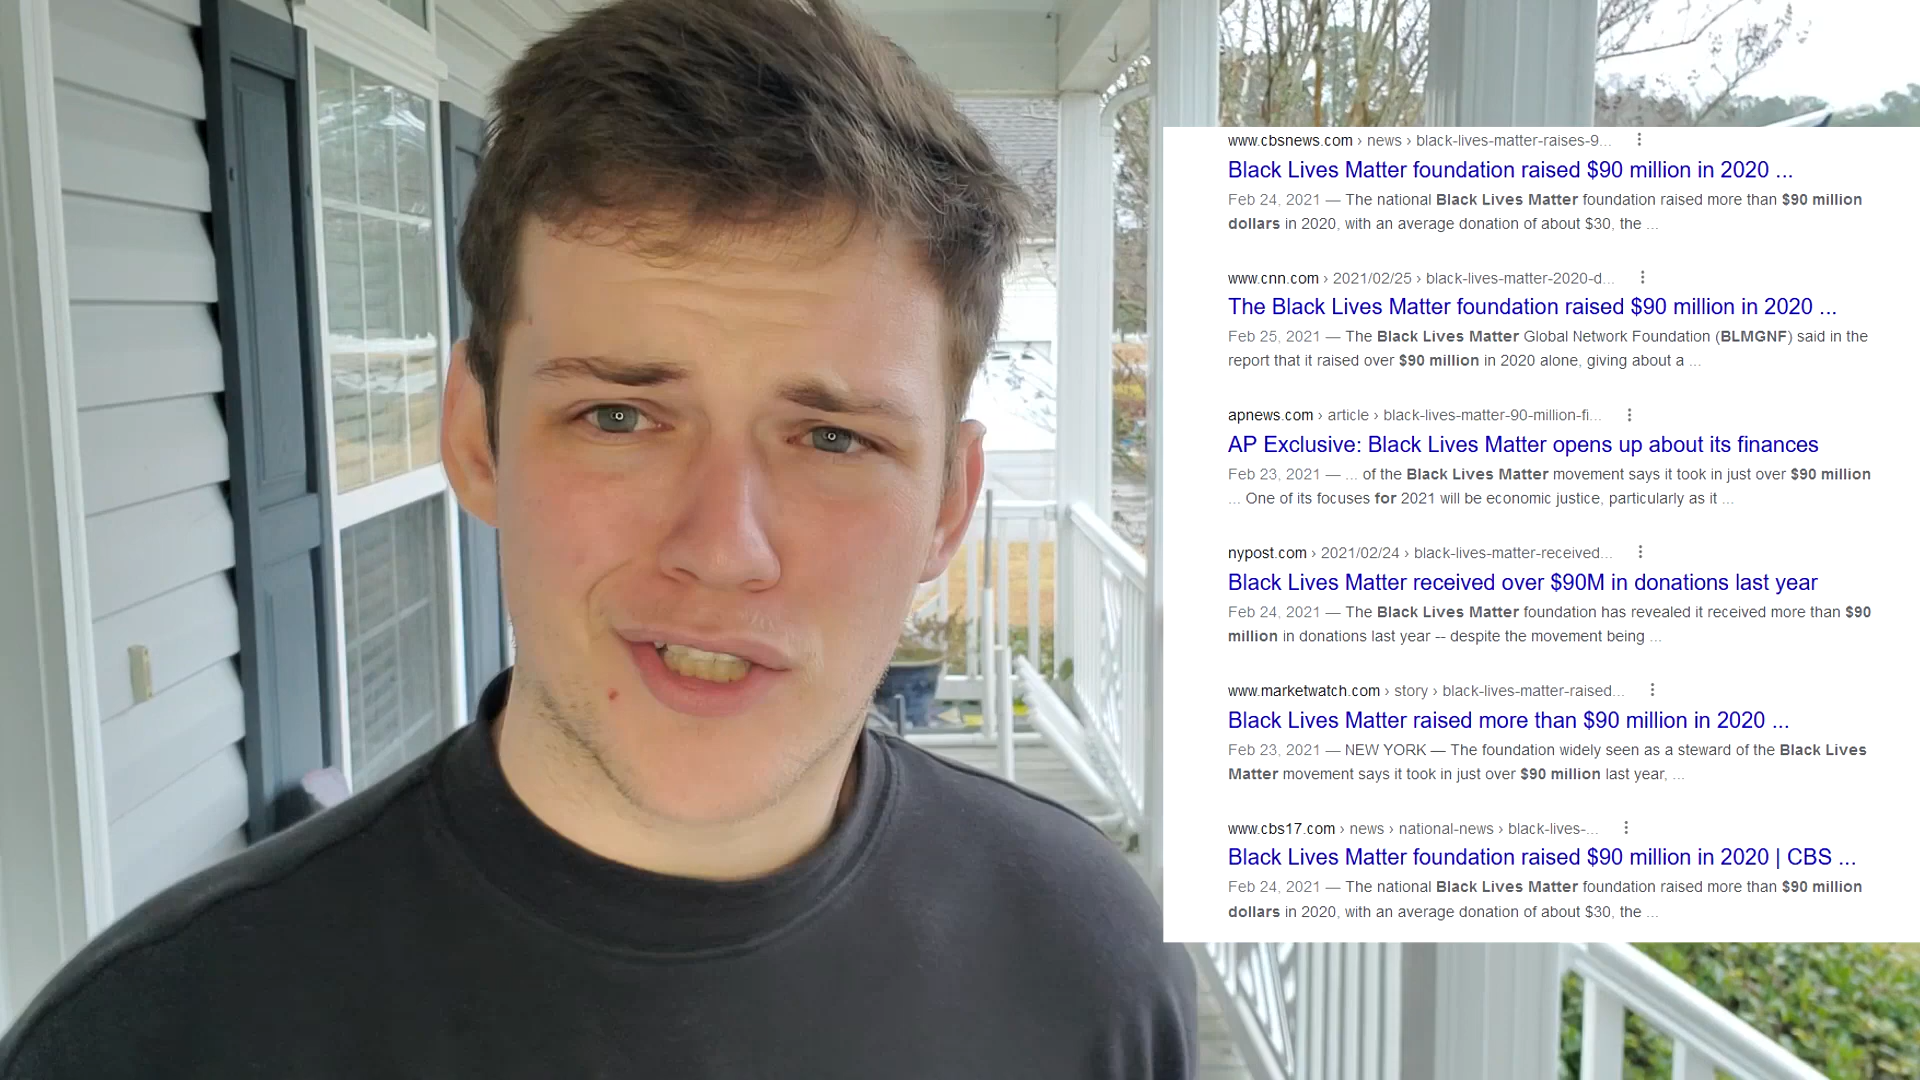 www.cbsnews.com › news › black-lives-matter-raises-9...
Black Lives Matter foundation raised $90 million in 2020 ...
Feb 24, 2021 — The national Black Lives Matter foundation raised more than $90 million
dollars in 2020, with an average donation of about $30, the ...
www.cnn.com › 2021/02/25 › black-lives-matter-2020-d...
The Black Lives Matter foundation raised $90 million in 2020 ...
Feb 25, 2021 — The Black Lives Matter Global Network Foundation (BLMGNF) said in the
report that it raised over $90 million in 2020 alone, giving about a ...
apnews.com › article › black-lives-matter-90-million-fi...
AP Exclusive: Black Lives Matter opens up about its finances
Feb 23, 2021 — ... of the Black Lives Matter movement says it took in just over $90 million
... One of its focuses for 2021 will be economic justice, particularly as it ...
nypost.com › 2021/02/24 › black-lives-matter-received...
Black Lives Matter received over $90M in donations last year
Feb 24, 2021 — The Black Lives Matter foundation has revealed it received more than $90
million in donations last year -- despite the movement being ...
www.marketwatch.com › story › black-lives-matter-raised...
Black Lives Matter raised more than $90 million in 2020 ...
Feb 23, 2021 — NEW YORK — The foundation widely seen as a steward of the Black Lives
Matter movement says it took in just over $90 million last year, ...
www.cbs17.com › news › national-news › black-lives-...
Black Lives Matter foundation raised $90 million in 2020 | CBS ...
Feb 24, 2021 — The national Black Lives Matter foundation raised more than $90 million
dollars in 2020, with an average donation of about $30, the ...